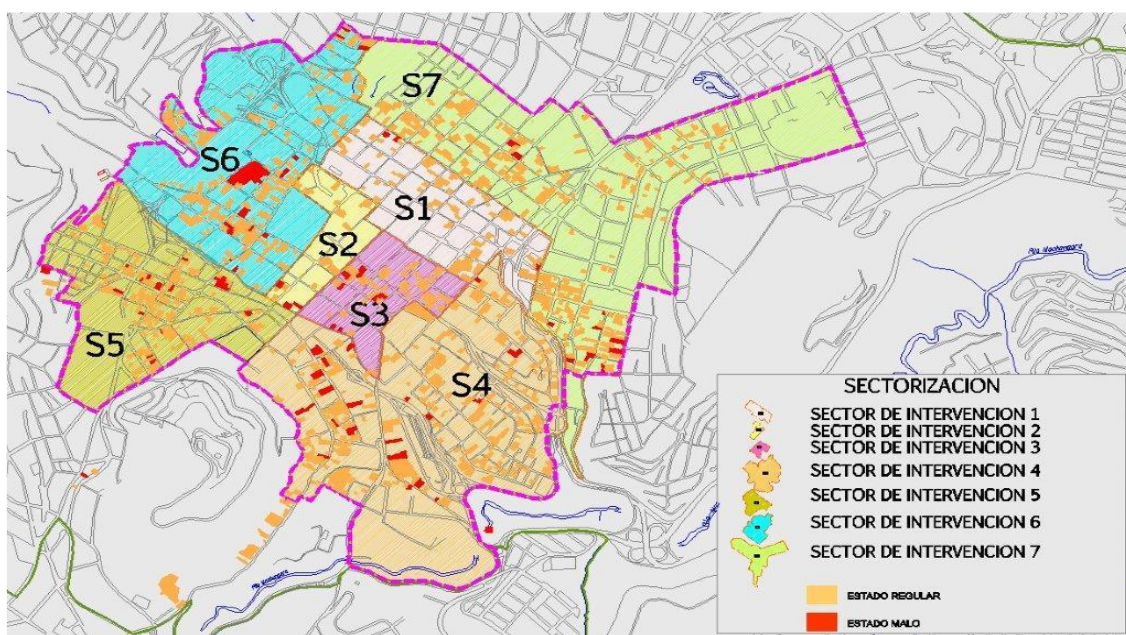 S7
S6
S1
S2
S3
S5
S4
Río Machángara
SECTORIZACION
SECTOR DE INTERVENCION 1
SECTOR DE INTERVENCION 2
SECTOR DE INTERVENCION 3
SECTOR DE INTERVENCION 4
SECTOR DE INTERVENCION 5
SECTOR DE INTERVENCION 6
SECTOR DE INTERVENCION 7
ESTADO REGULAR
ESTADO MALO